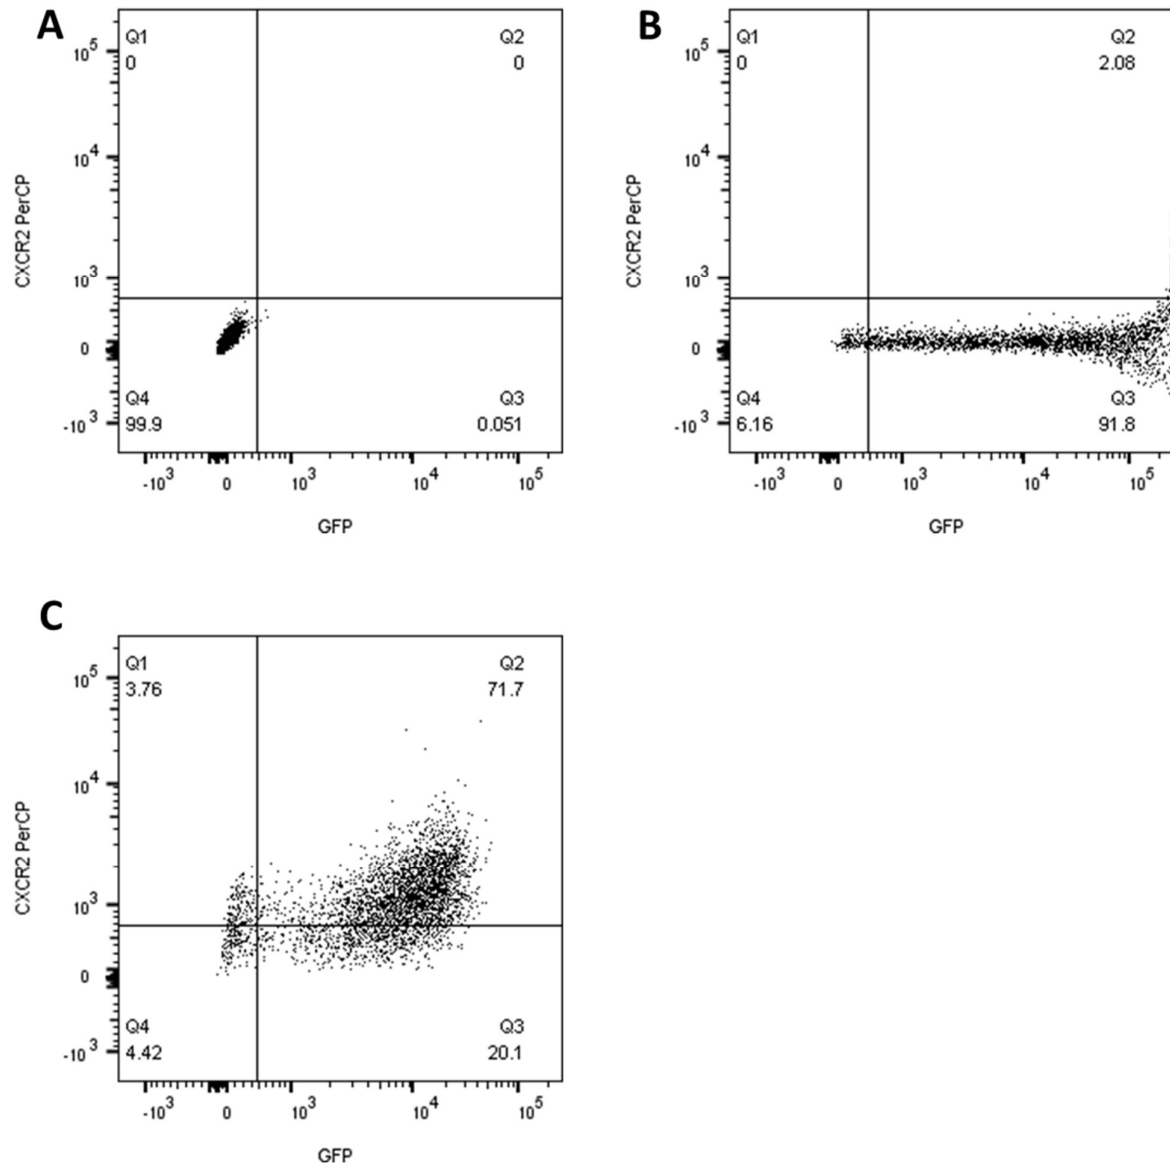 A
Q1
0
Q2
0
10^5
10^4
CXCR2 PerCP
10^3
0
Q4
99.9
Q3
0.051
-10^3
-10^3 0 10^3 10^4 10^5
GFP
B
Q1
0
Q2
2.08
10^5
10^4
CXCR2 PerCP
10^3
0
Q4
6.16
Q3
91.8
-10^3
-10^3 0 10^3 10^4 10^5
GFP
C
Q1
3.76
Q2
71.7
10^5
10^4
CXCR2 PerCP
10^3
0
Q4
4.42
Q3
20.1
-10^3
-10^3 0 10^3 10^4 10^5
GFP